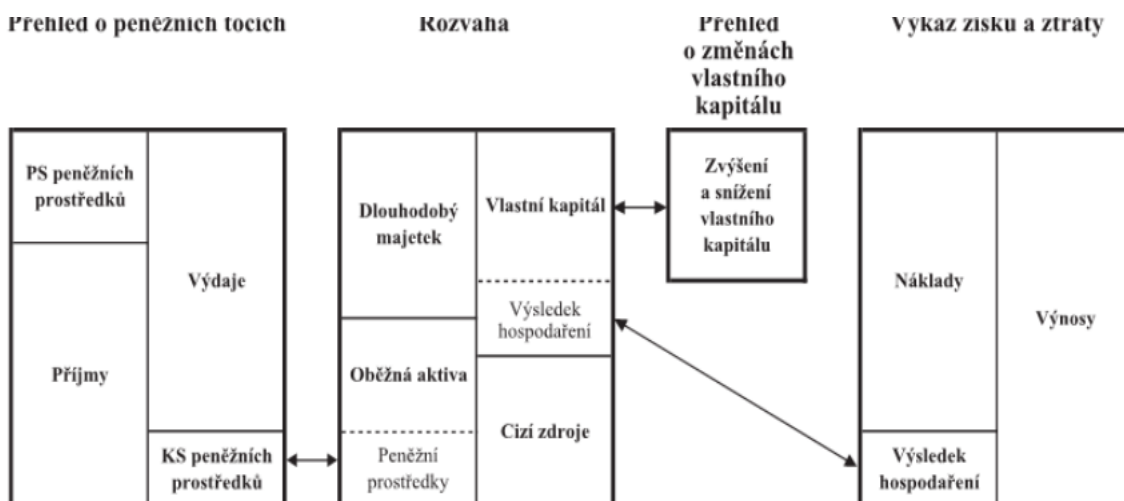 Přehled o peněžních tocích
Rozvaha
Přehled
o změnách
vlastního
kapitálu
Výkaz zisku a ztráty
PS peněžních
prostředků
Příjmy
Výdaje
KS peněžních
prostředků
Dlouhodobý
majetek
Oběžná aktiva
Peněžní
prostředky
Vlastní kapitál
Výsledek
hospodaření
Cizí zdroje
Zvýšení
a snížení
vlastního
kapitálu
Náklady
Výsledek
hospodaření
Výnosy